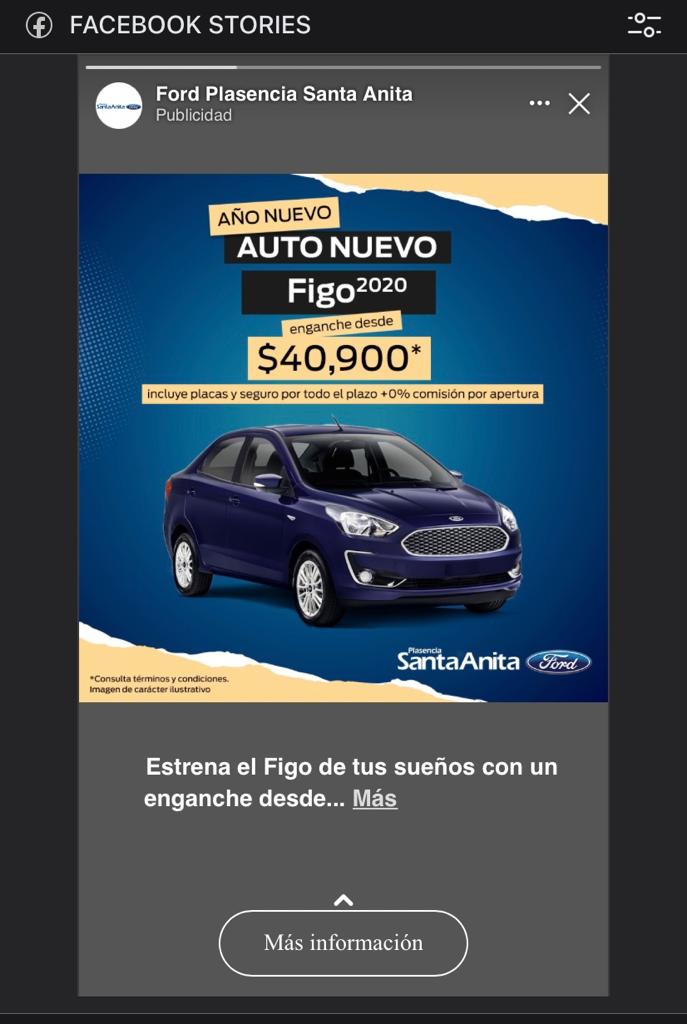 FACEBOOK STORIES
Ford Plasencia Santa Anita
Publicidad
SantaAnita Ford
AÑO NUEVO
AUTO NUEVO
Figo2020
enganche desde
$40,900*
incluye placas y seguro por todo el plazo +0% comisión por apertura
Plasencia
SantaAnita Ford
*Consulta términos y condiciones.
Imagen de carácter ilustrativo
Estrena el Figo de tus sueños con un
enganche desde... Más
Más información